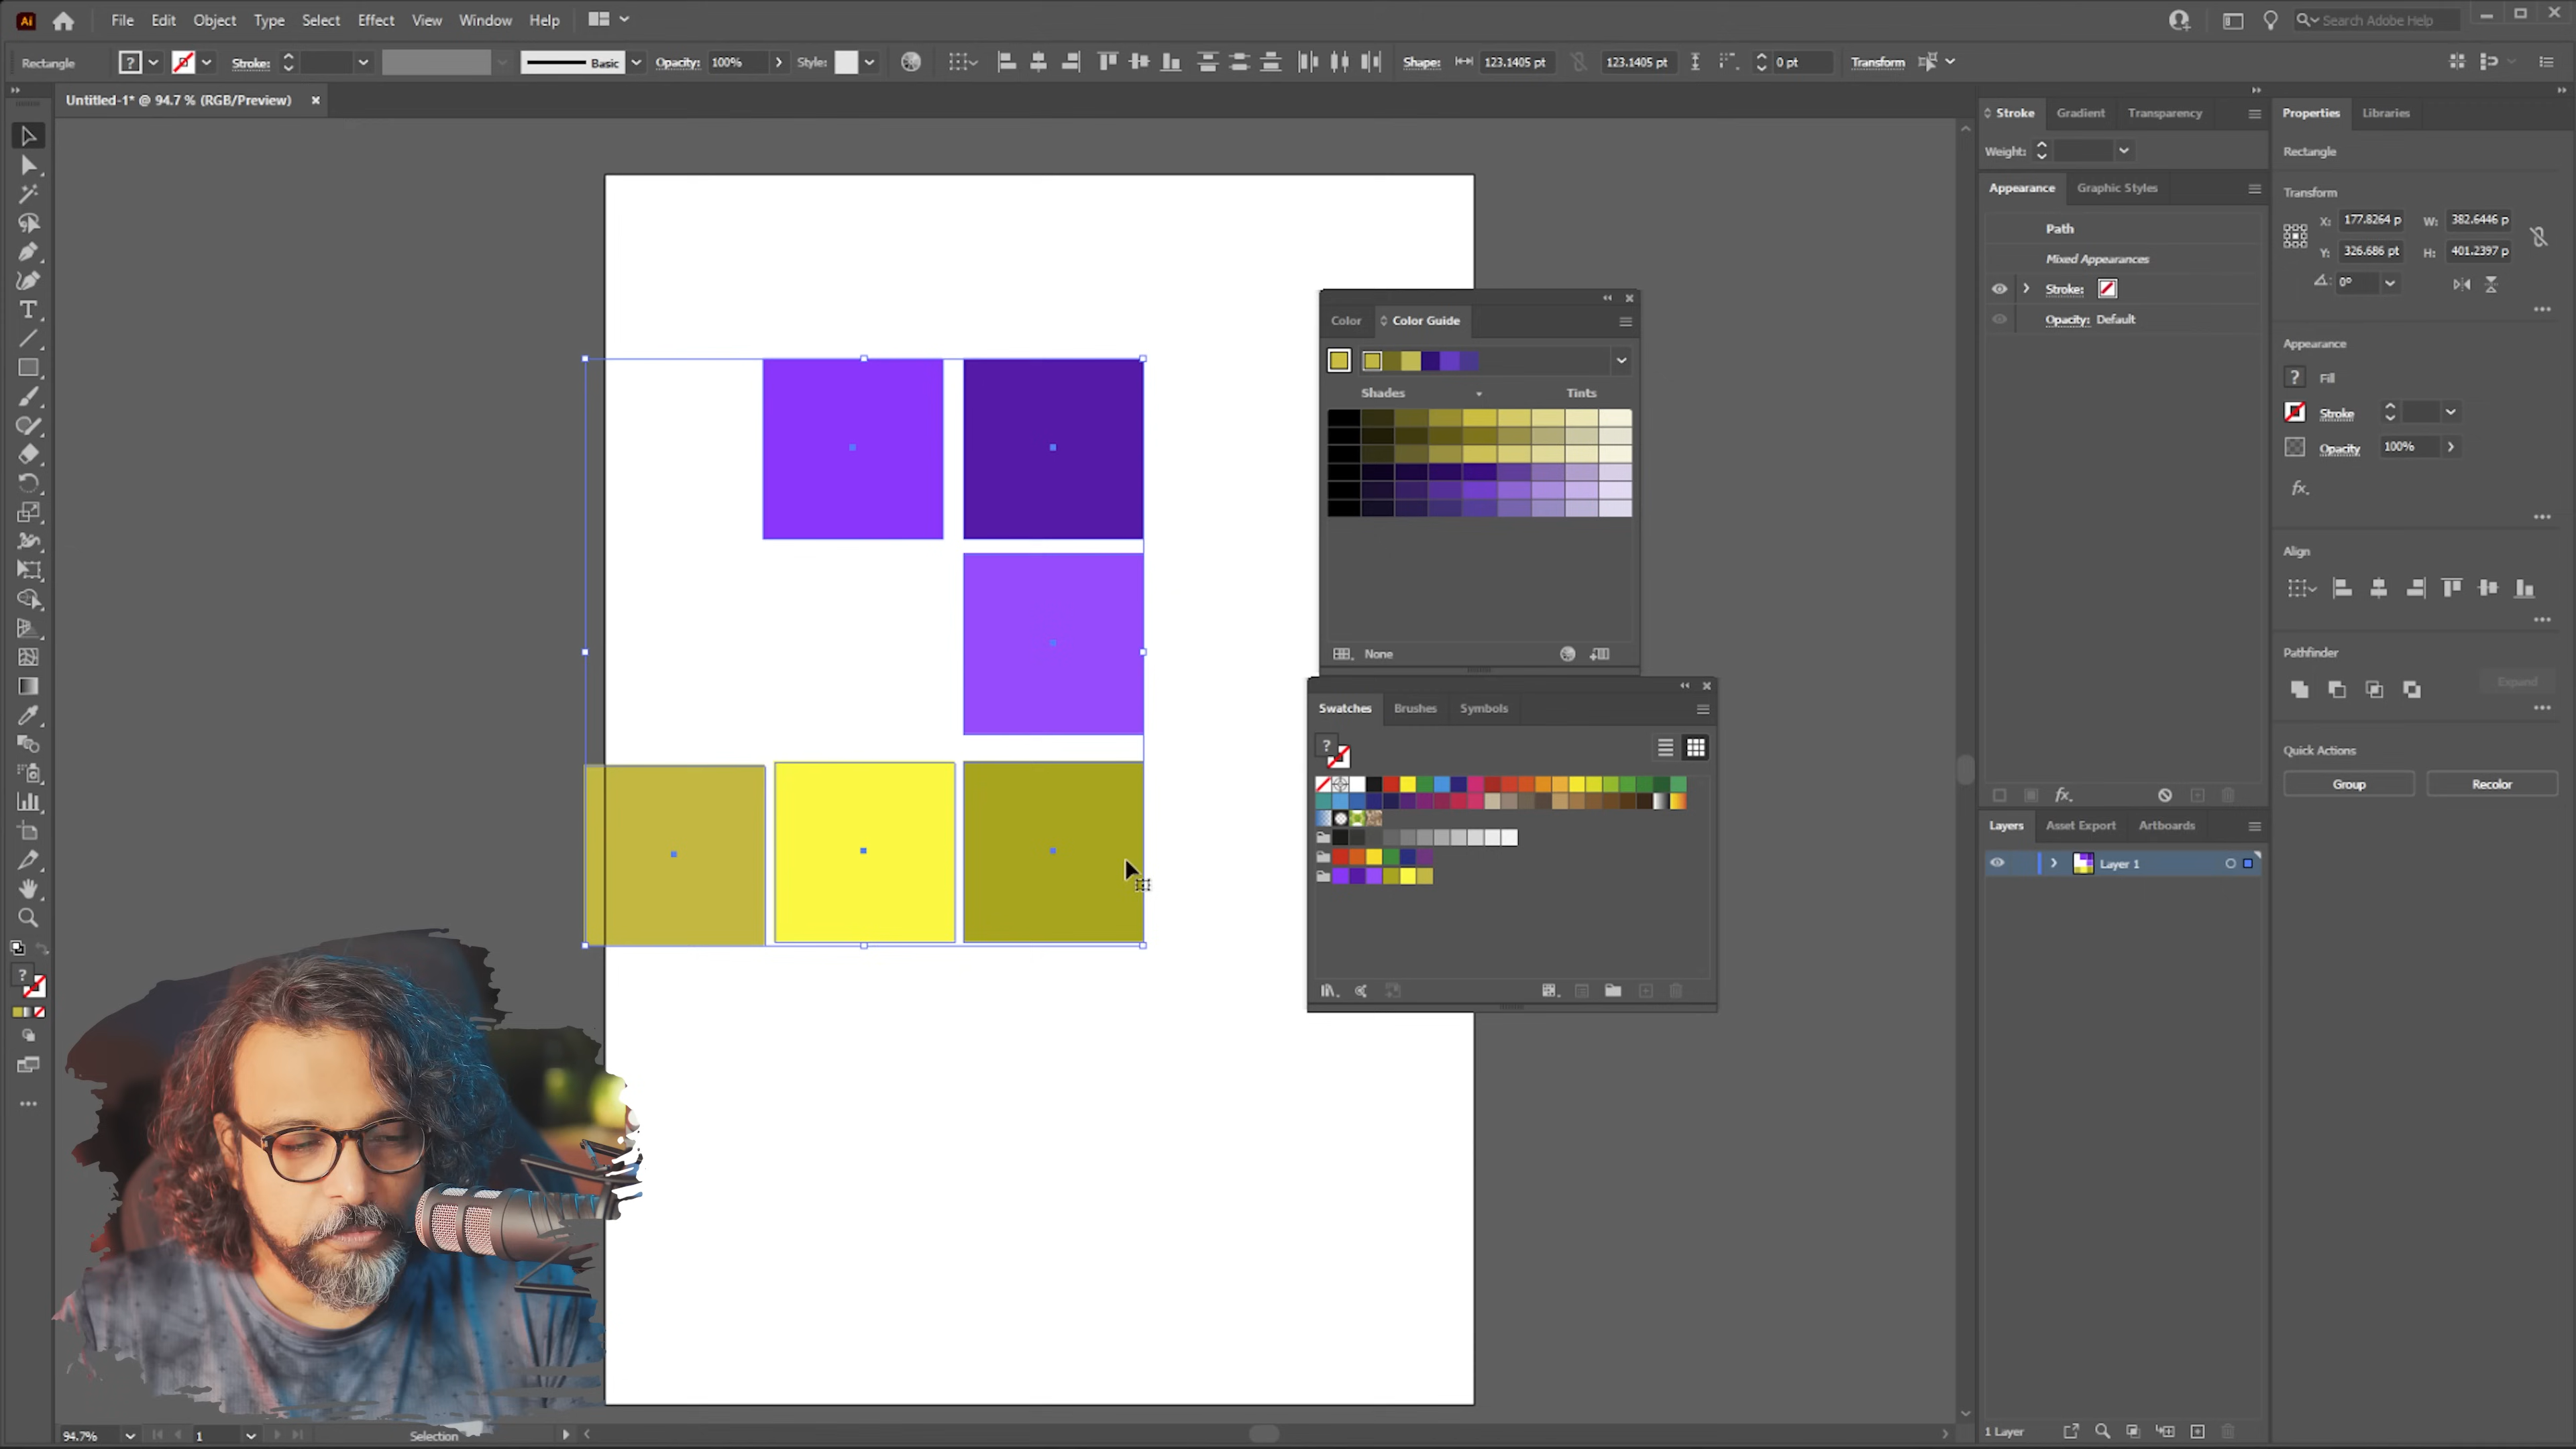 Ai File Edit Object Type Select Effect View Window Help Search Adobe Help
Rectangle ? Stroke: Basic Opacity: 100% Style: Shape: 123.1405 pt 123.1405 pt 0 pt Transform
Untitled-1* @ 94.7 % (RGB/Preview)
Stroke Gradient Transparency
Weight:
Appearance Graphic Styles
Path
Mixed Appearances
Stroke:
Opacity: Default
Layers Asset Export Artboards
Layer 1
1 Layer
Properties Libraries
Rectangle
Transform
X: 177.8264 p W: 382.6446 p
Y: 326.686 pt H: 401.2397 p
0°
Appearance
? Fill
Stroke
Opacity 100%
fx.
Align
Pathfinder
Expand
Quick Actions
Group Recolor
Color Color Guide
Shades Tints
None
Swatches Brushes Symbols
?
fx.
T
?
94.7% 1 Selection